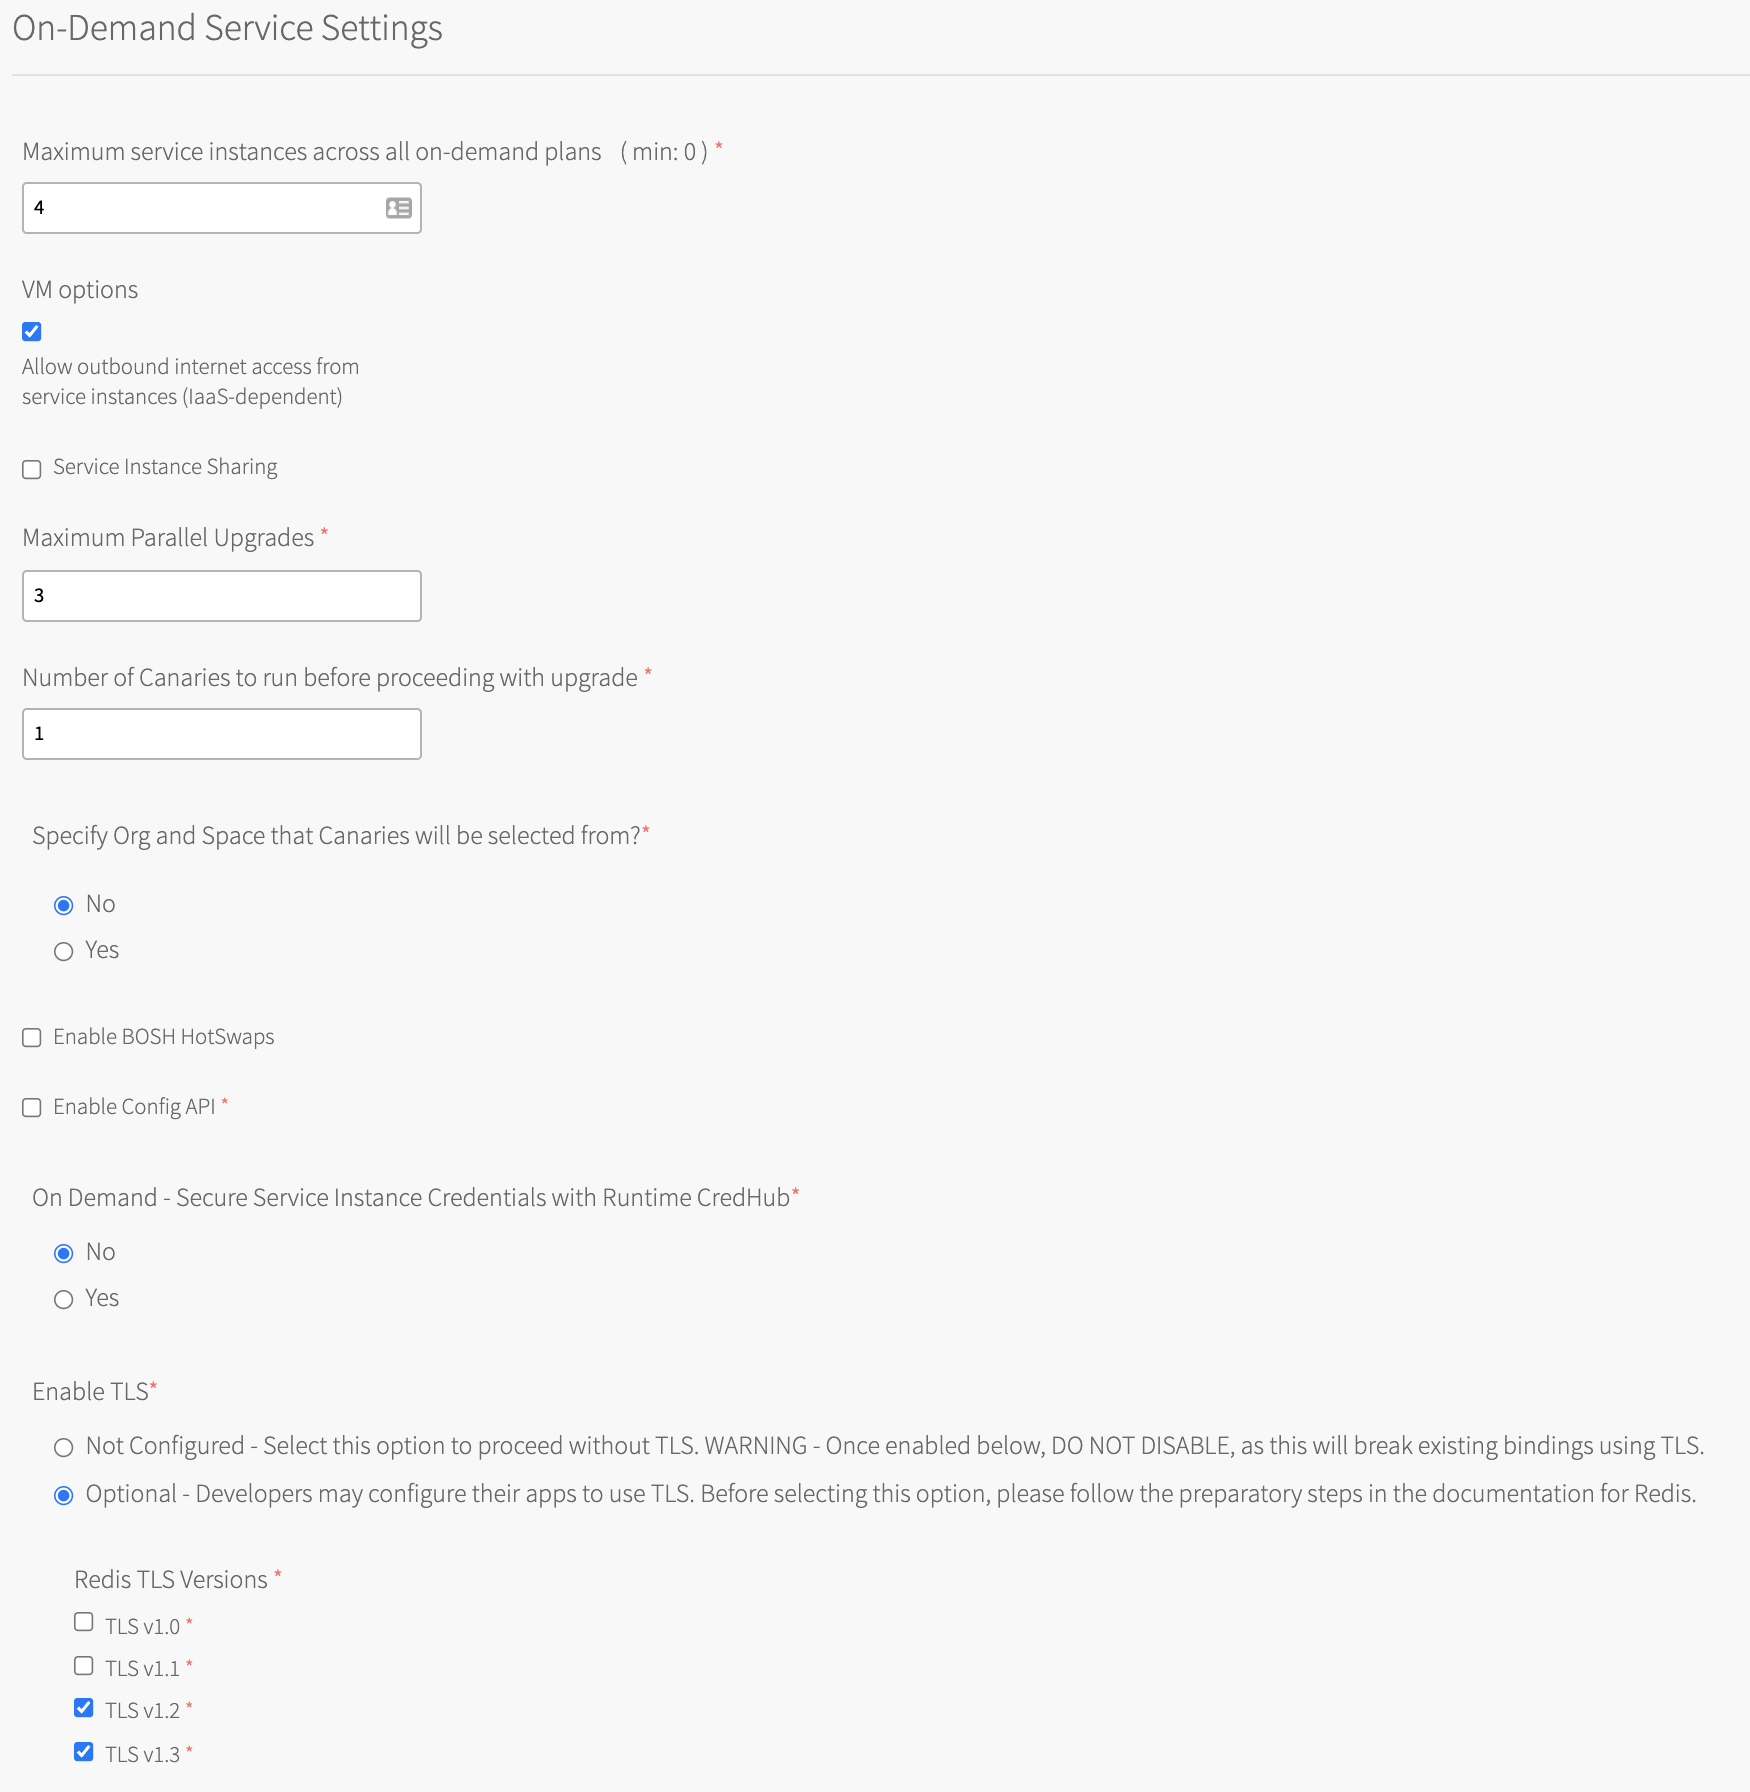 On-Demand Service Settings
Maximum service instances across all on-demand plans ( min: 0 ) *
4
VM options
Allow outbound internet access from
service instances (IaaS-dependent)
Service Instance Sharing
Maximum Parallel Upgrades *
3
Number of Canaries to run before proceeding with upgrade *
1
Specify Org and Space that Canaries will be selected from?*
No
Yes
Enable BOSH HotSwaps
Enable Config API *
On Demand - Secure Service Instance Credentials with Runtime CredHub*
No
Yes
Enable TLS*
Not Configured - Select this option to proceed without TLS. WARNING - Once enabled below, DO NOT DISABLE, as this will break existing bindings using TLS.
Optional - Developers may configure their apps to use TLS. Before selecting this option, please follow the preparatory steps in the documentation for Redis.
Redis TLS Versions *
TLS v1.0 *
TLS v1.1 *
TLS v1.2 *
TLS v1.3 *